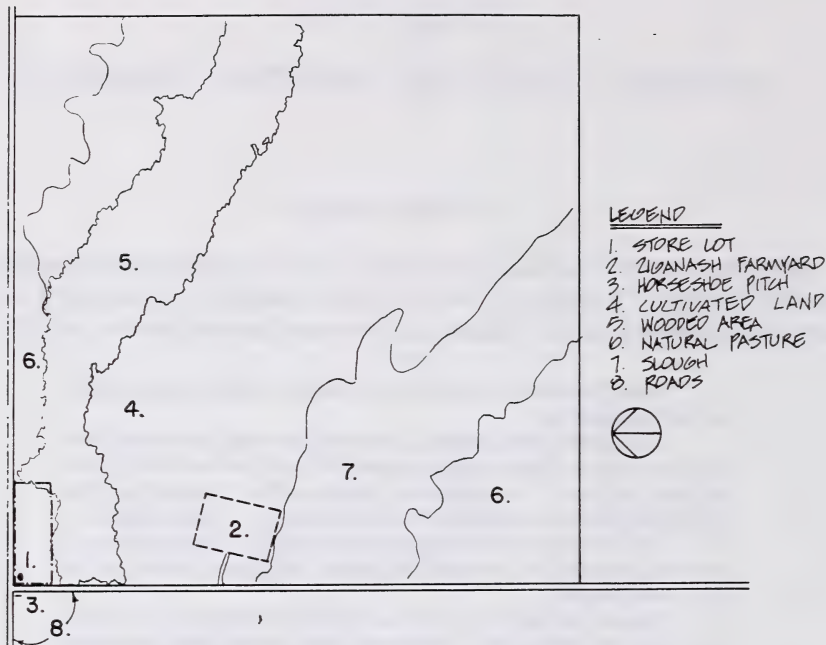 5.
6.
4.
7.
6.
2.
1.
3.
8.
LEGEND
1. STORE LOT
2. ZIGANASH FARMYARD
3. HORSESHOE PITCH
4. CULTIVATED LAND
5. WOODED AREA
6. NATURAL PASTURE
7. SLOUGH
8. ROADS